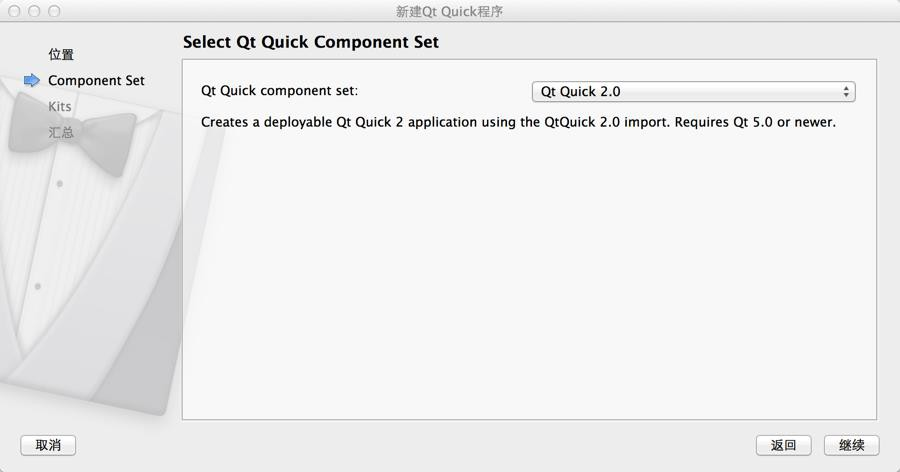 新建Qt Quick程序
位置
Component Set
Kits
汇总
Select Qt Quick Component Set
Qt Quick component set:
Qt Quick 2.0
Creates a deployable Qt Quick 2 application using the QtQuick 2.0 import. Requires Qt 5.0 or newer.
取消
返回
继续